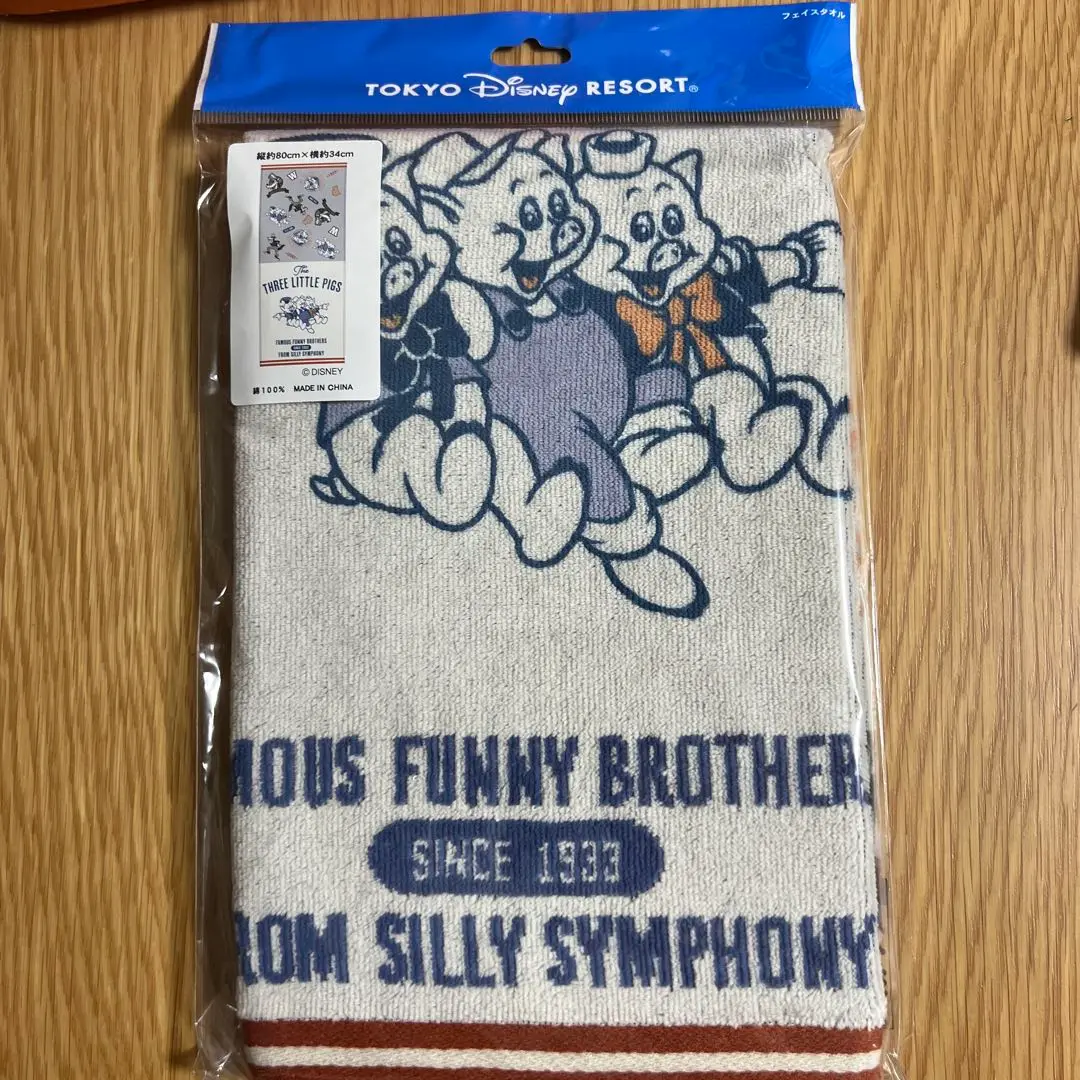 フェイスタオル
TOKYO Disney RESORT®
縦約80cm×横約34cm
The
THREE LITTLE PIGS
FAMOUS FUNNY BROTHERS
SINCE 1933
FROM SILLY SYMPHONY
©DISNEY
綿100% MADE IN CHINA
MOUS FUNNY BROTHER
SINCE 1933
ROM SILLY SYMPHONY